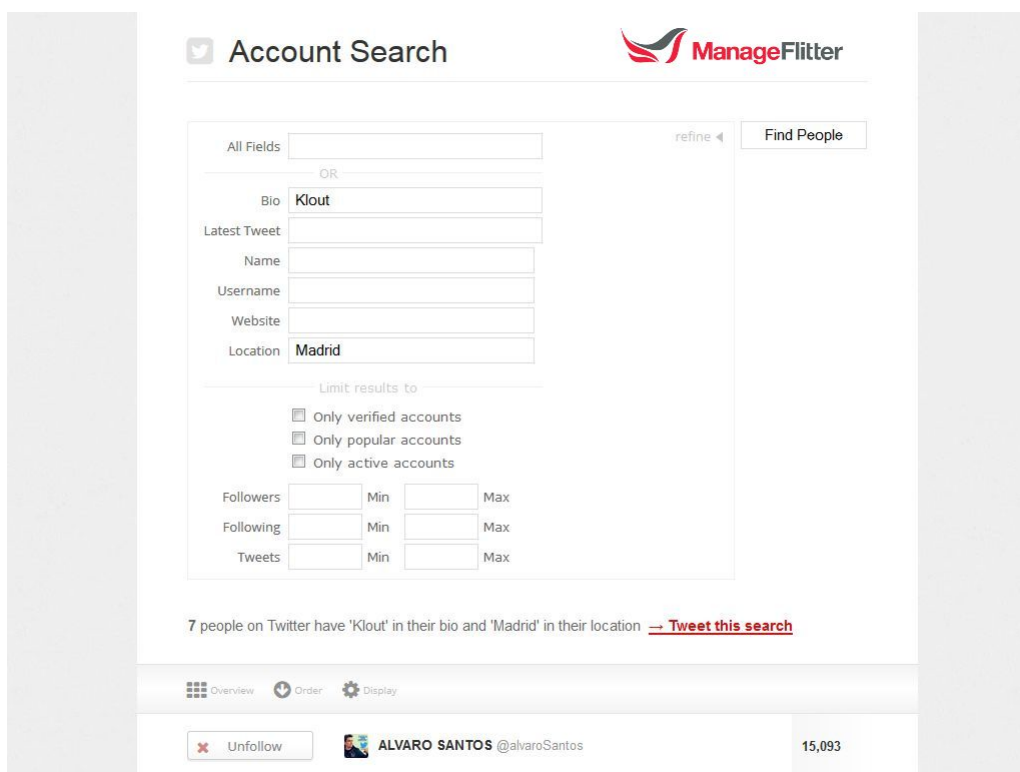 Account Search
ManageFlitter
All Fields
refine
Find People
OR
Bio Klout
Latest Tweet
Name
Username
Website
Location Madrid
Limit results to
Only verified accounts
Only popular accounts
Only active accounts
Followers Min Max
Following Min Max
Tweets Min Max
7 people on Twitter have 'Klout' in their bio and 'Madrid' in their location → Tweet this search
Overview Order Display
Unfollow ALVARO SANTOS @alvaroSantos 15,093